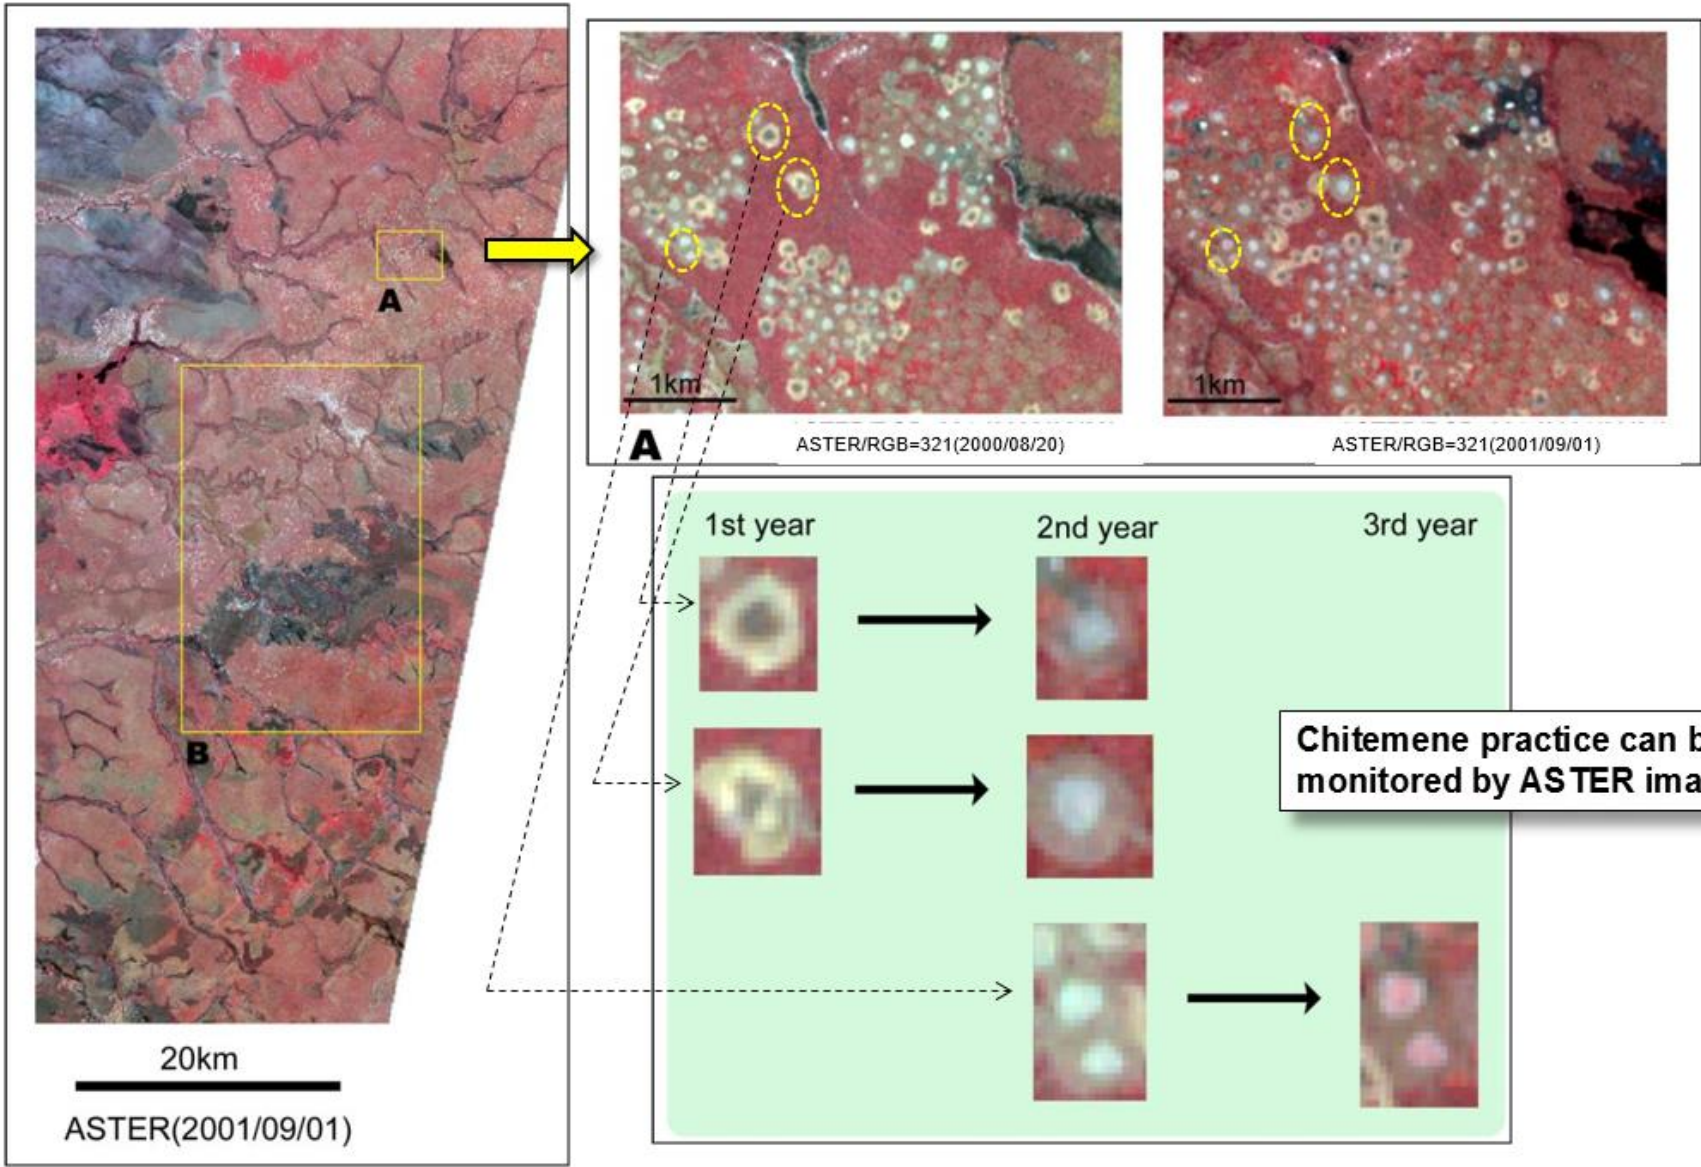 A
B
20km
ASTER(2001/09/01)
1km
1km
A
ASTER/RGB=321(2000/08/20)
ASTER/RGB=321(2001/09/01)
1st year
2nd year
3rd year
Chitemene practice can
monitored by ASTER